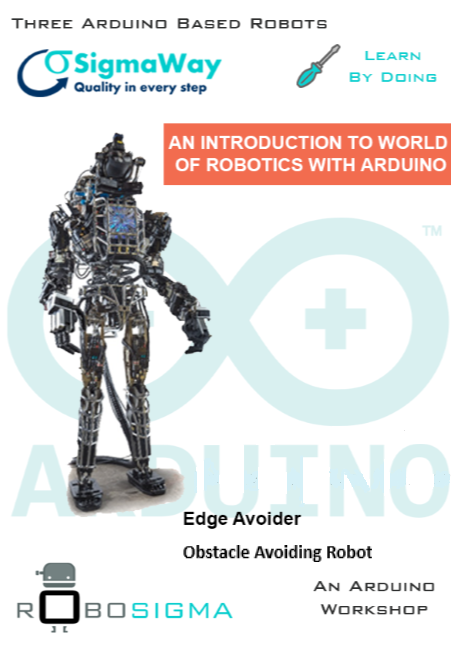 Three Arduino Based Robots
SigmaWay
Quality in every step
Learn
By Doing
AN INTRODUCTION TO WORLD
OF ROBOTICS WITH ARDUINO
TM
ARDUINO
Edge Avoider
Obstacle Avoiding Robot
ROBOSIGMA
An Arduino
Workshop